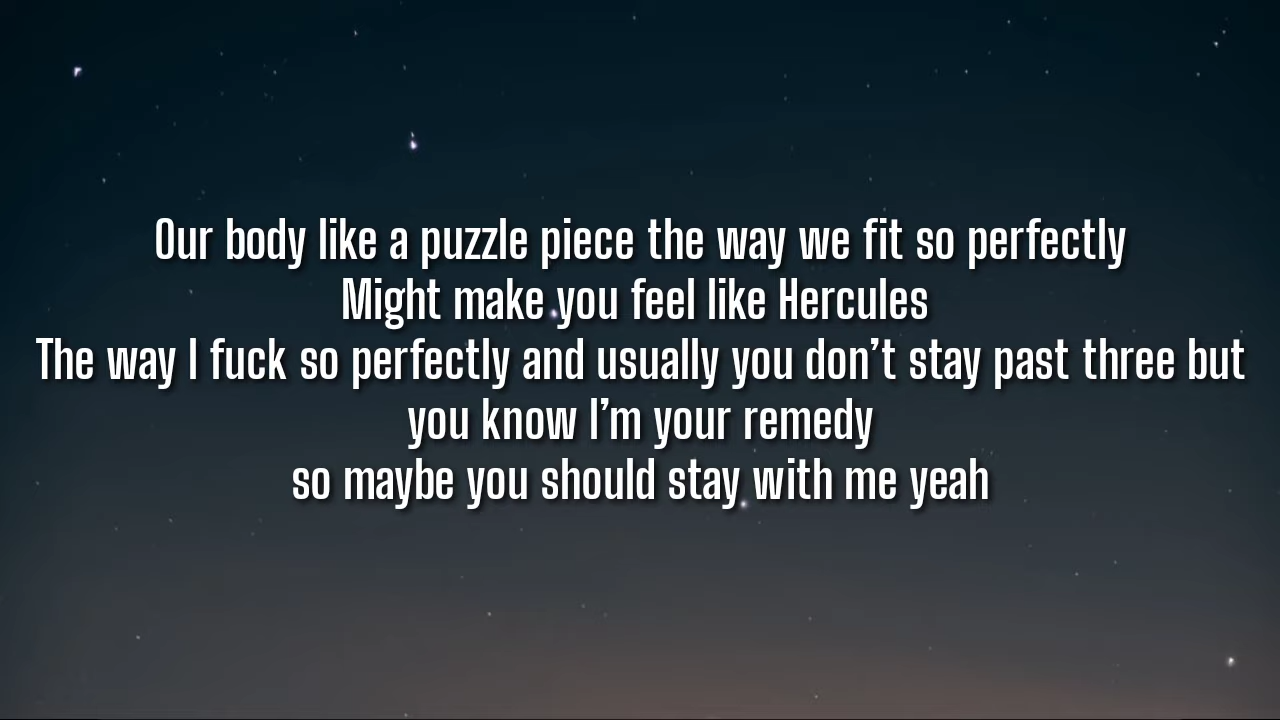 Our body like a puzzle piece the way we fit so perfectly
Might make you feel like Hercules
The way I fuck so perfectly and usually you don't stay past three but
you know I'm your remedy
so maybe you should stay with me yeah